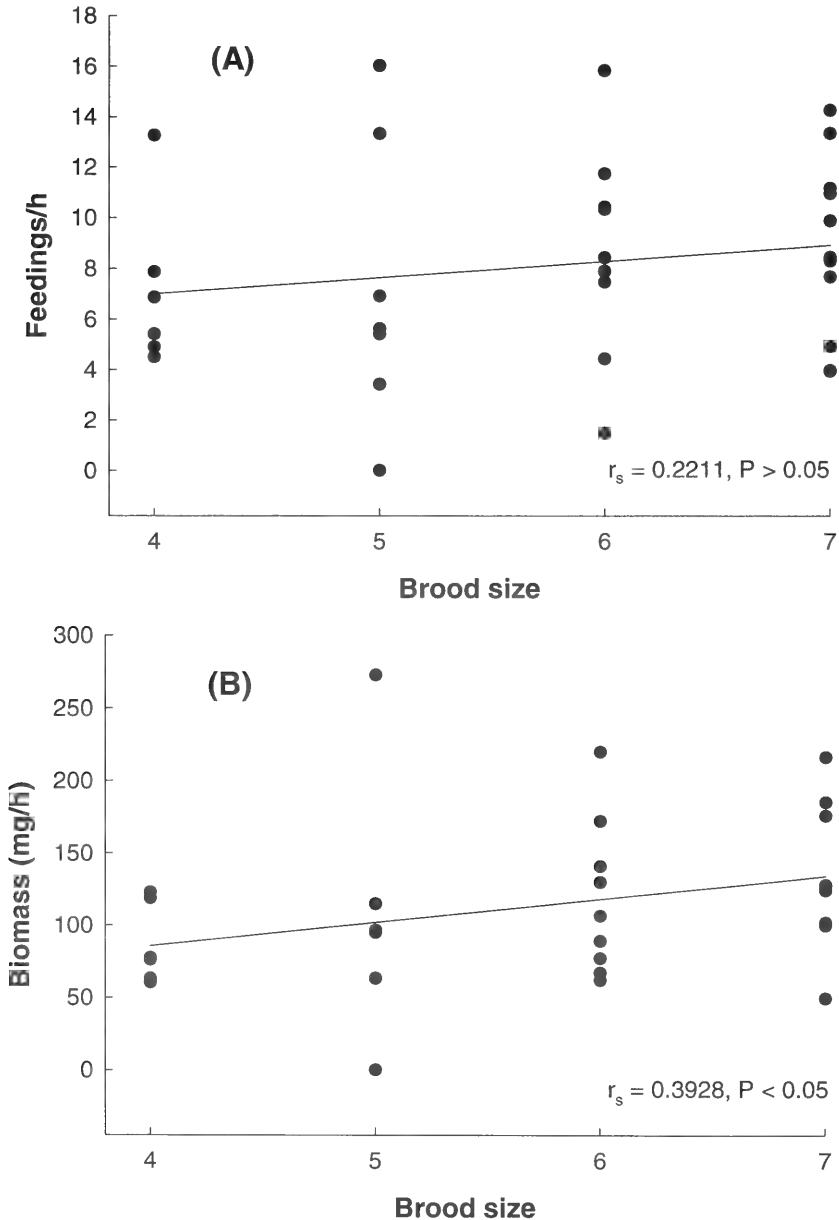 18
16
14
12
10
8
6
4
2
0
Feedings/h
(A)
r_s = 0.2211, P > 0.05
4 5 6 7
Brood size
300
250
200
150
100
50
0
Biomass (mg/h)
(B)
r_s = 0.3928, P < 0.05
4 5 6 7
Brood size